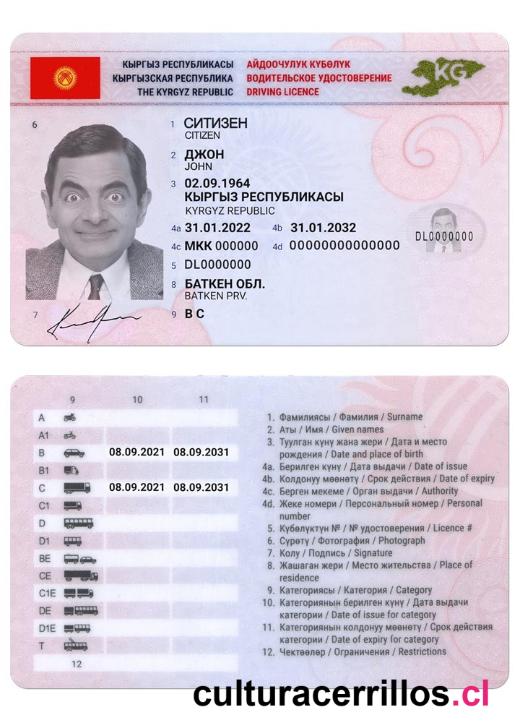 КЫРГЫЗ РЕСПУБЛИКАСЫ АЙДООЧУЛУК КҮБӨЛҮК
КЫРГЫЗСКАЯ РЕСПУБЛИКА ВОДИТЕЛЬСКОЕ УДОСТОВЕРЕНИЕ
THE KYRGYZ REPUBLIC DRIVING LICENCE
KG
6
1 СИТИЗЕН
CITIZEN
2 ДЖОН
JOHN
3 02.09.1964
КЫРГЫЗ РЕСПУБЛИКАСЫ
KYRGYZ REPUBLIC
4a 31.01.2022 4b 31.01.2032
4c МКК 000000 4d 00000000000000
DL0000000
5 DL0000000
8 БАТКЕН ОБЛ.
BATKEN PRV.
7
9 B C
9 10 11
A
A1
B 08.09.2021 08.09.2031
B1
C 08.09.2021 08.09.2031
C1
D
D1
BE
CE
C1E
DE
D1E
T
12
1. Фамилиясы / Фамилия / Surname
2. Аты / Имя / Given names
3. Туулган күнү жана жери / Дата и место
рождения / Date and place of birth
4a. Берилген күнү / Дата выдачи / Date of issue
4b. Колдонуу мөөнөтү / Срок действия / Date of expiry
4c. Берген мекеме / Орган выдачи / Authority
4d. Жеке номери / Персональный номер / Personal
number
5. Күбөлүктүн № / № удостоверения / Licence #
6. Сүрөтү / Фотография / Photograph
7. Колу / Подпись / Signature
8. Жашаган жери / Место жительства / Place of
residence
9. Категориясы / Категория / Category
10. Категориянын берилген күнү / Дата выдачи
категории / Date of issue for category
11. Категориянын колдонуу мөөнөтү / Срок действия
категории / Date of expiry for category
12. Чектөөлөр / Ограничения / Restrictions
culturacerrillos.cl